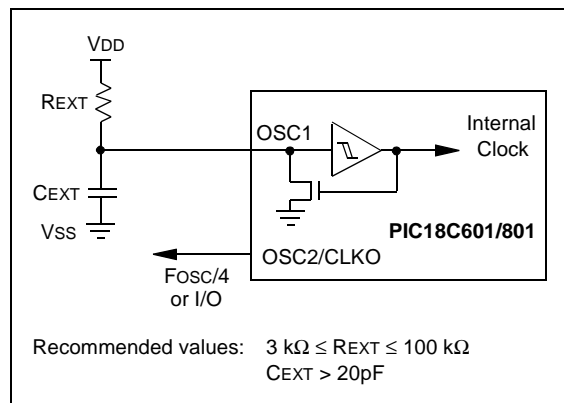 VDD
REXT
OSC1
Internal
Clock
CEXT
VSS
PIC18C601/801
OSC2/CLKO
FOSC/4
or I/O
Recommended values: 3 kΩ ≤ REXT ≤ 100 kΩ
CEXT > 20pF